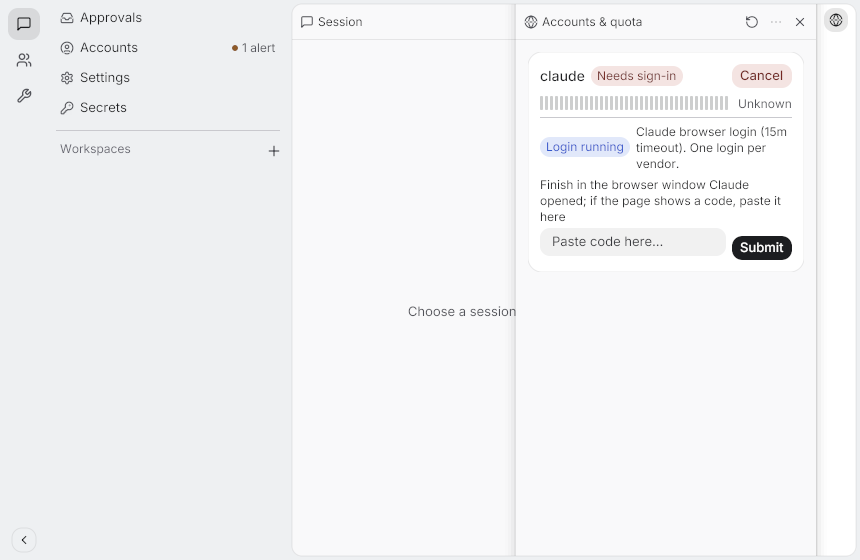 Approvals
Accounts
1 alert
Settings
Secrets
Workspaces
Session
Choose a session
Accounts & quota
claude
Needs sign-in
Cancel
Unknown
Login running
Claude browser login (15m
timeout). One login per
vendor.
Finish in the browser window Claude
opened; if the page shows a code, paste it
here
Paste code here...
Submit